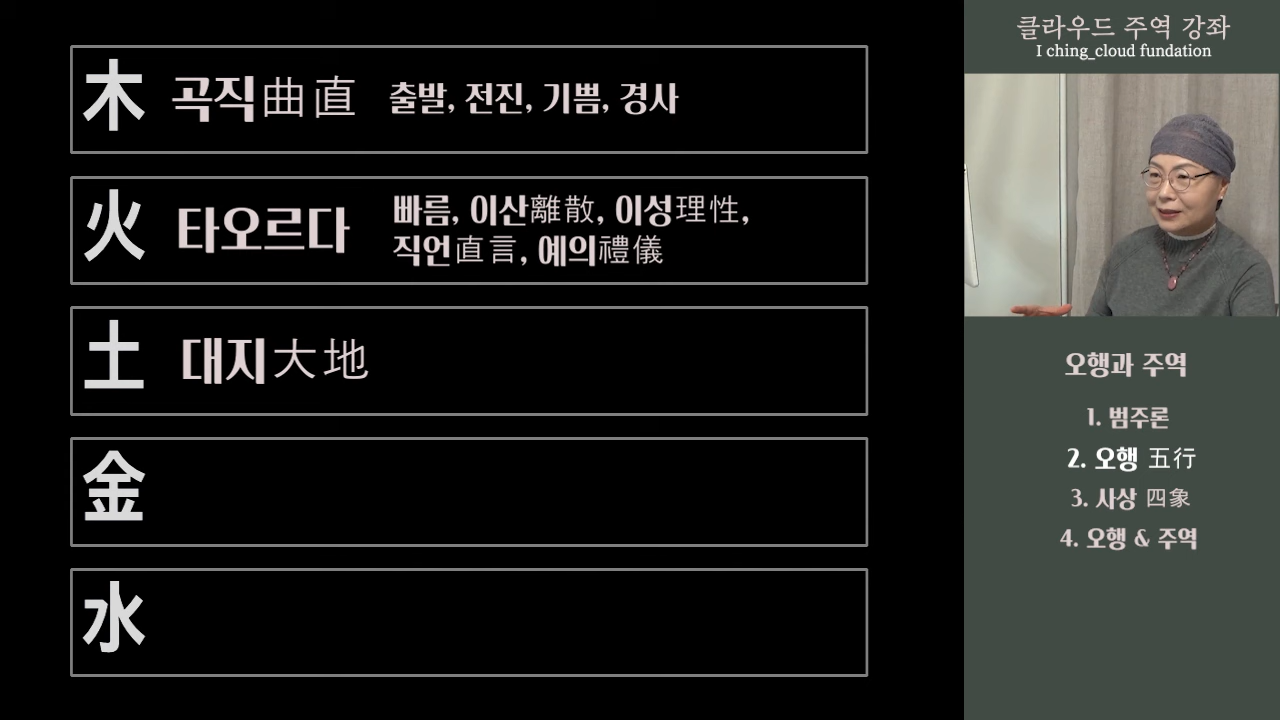 木 곡직曲直 출발, 전진, 기쁨, 경사
火 타오르다 빠름, 이산離散, 이성理性,
직언直言, 예의禮儀
土 대지大地
金
水
클라우드 주역 강좌
I ching_cloud fundation
오행과 주역
1. 범주론
2. 오행 五行
3. 사상 四象
4. 오행 & 주역